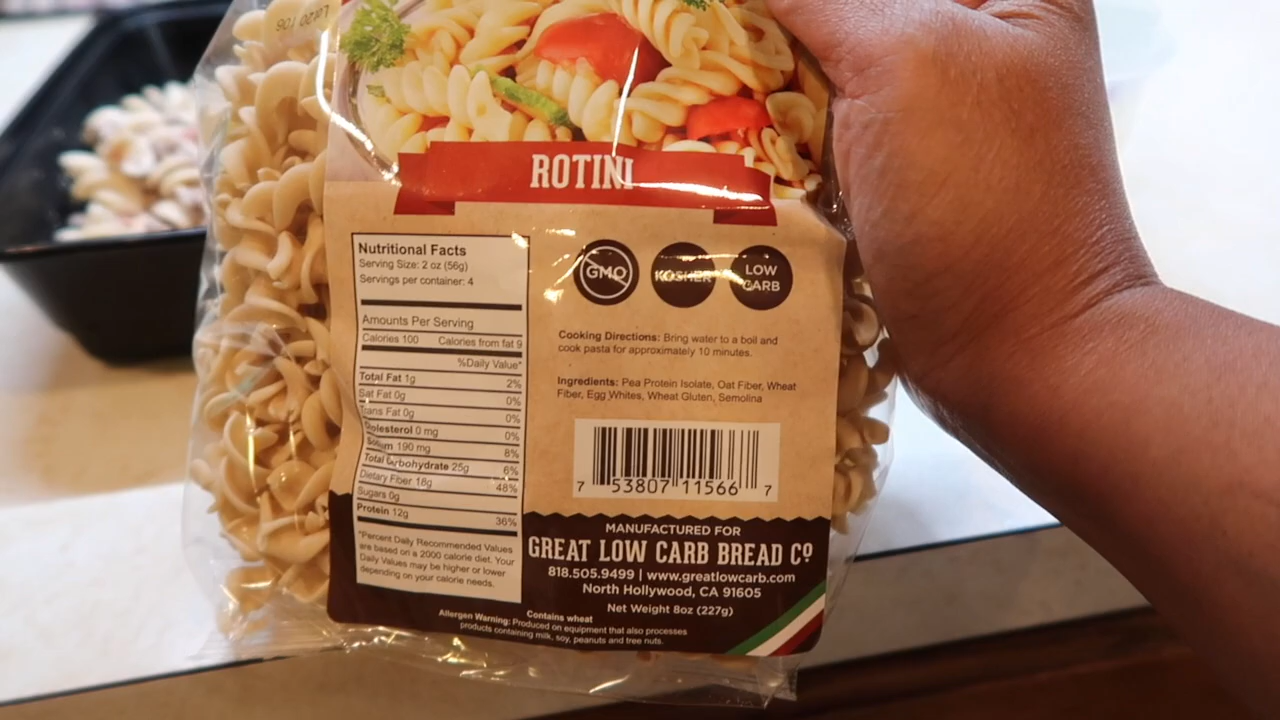 Lot20 106
ROTINI
Nutritional Facts
Serving Size: 2 oz (56g)
Servings per container: 4
Amounts Per Serving
Calories 100 Calories from fat 9
%Daily Value*
Total Fat 1g 2%
Sat Fat 0g 0%
Trans Fat 0g 0%
Colesterol 0 mg 0%
190 mg 8%
Total Carbohydrate 25g 6%
Dietary Fiber 18g 48%
Sugars 0g
Protein 12g 36%
*Percent Daily Recommended Values
are based on a 2000 calorie diet. Your
Daily Values may be higher or lower
depending on your calorie needs.
GMO
KOSHER
LOW
CARB
Cooking Directions: Bring water to a boil and
cook pasta for approximately 10 minutes.
Ingredients: Pea Protein Isolate, Oat Fiber, Wheat
Fiber, Egg Whites, Wheat Gluten, Semolina
7 53807 11566 7
MANUFACTURED FOR
GREAT LOW CARB BREAD Cº
818.505.9499 | www.greatlowcarb.com
North Hollywood, CA 91605
Net Weight 8oz (227g)
Contains wheat
Allergen Warning: Produced on equipment that also processes
products containing milk, soy, peanuts and tree nuts.